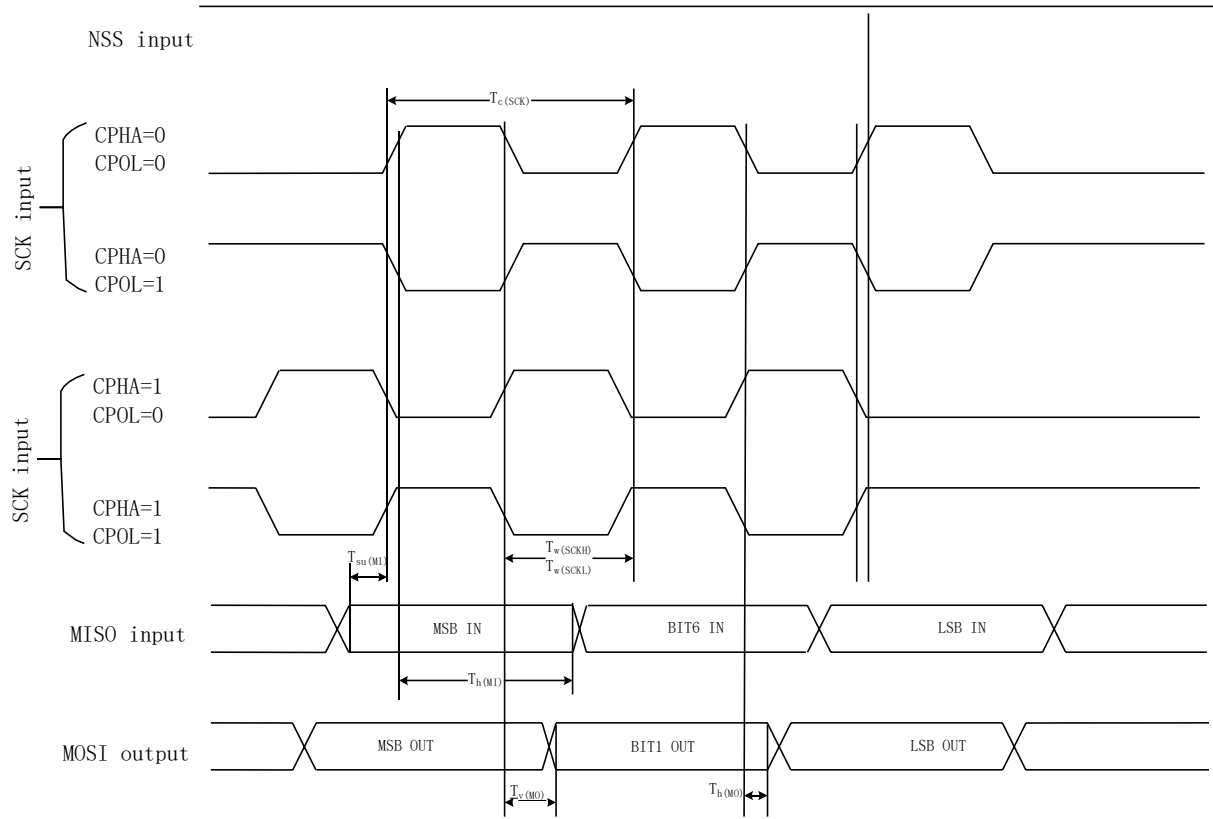 NSS input
Tc(SCK)
CPHA=0
CPOL=0
SCK input
CPHA=0
CPOL=1
CPHA=1
CPOL=0
SCK input
CPHA=1
CPOL=1
Tw(SCKH)
Tw(SCKL)
Tsu(MI)
MISO input
MSB IN
BIT6 IN
LSB IN
Th(MI)
MOSI output
MSB OUT
BIT1 OUT
LSB OUT
Tv(MO)
Th(MO)